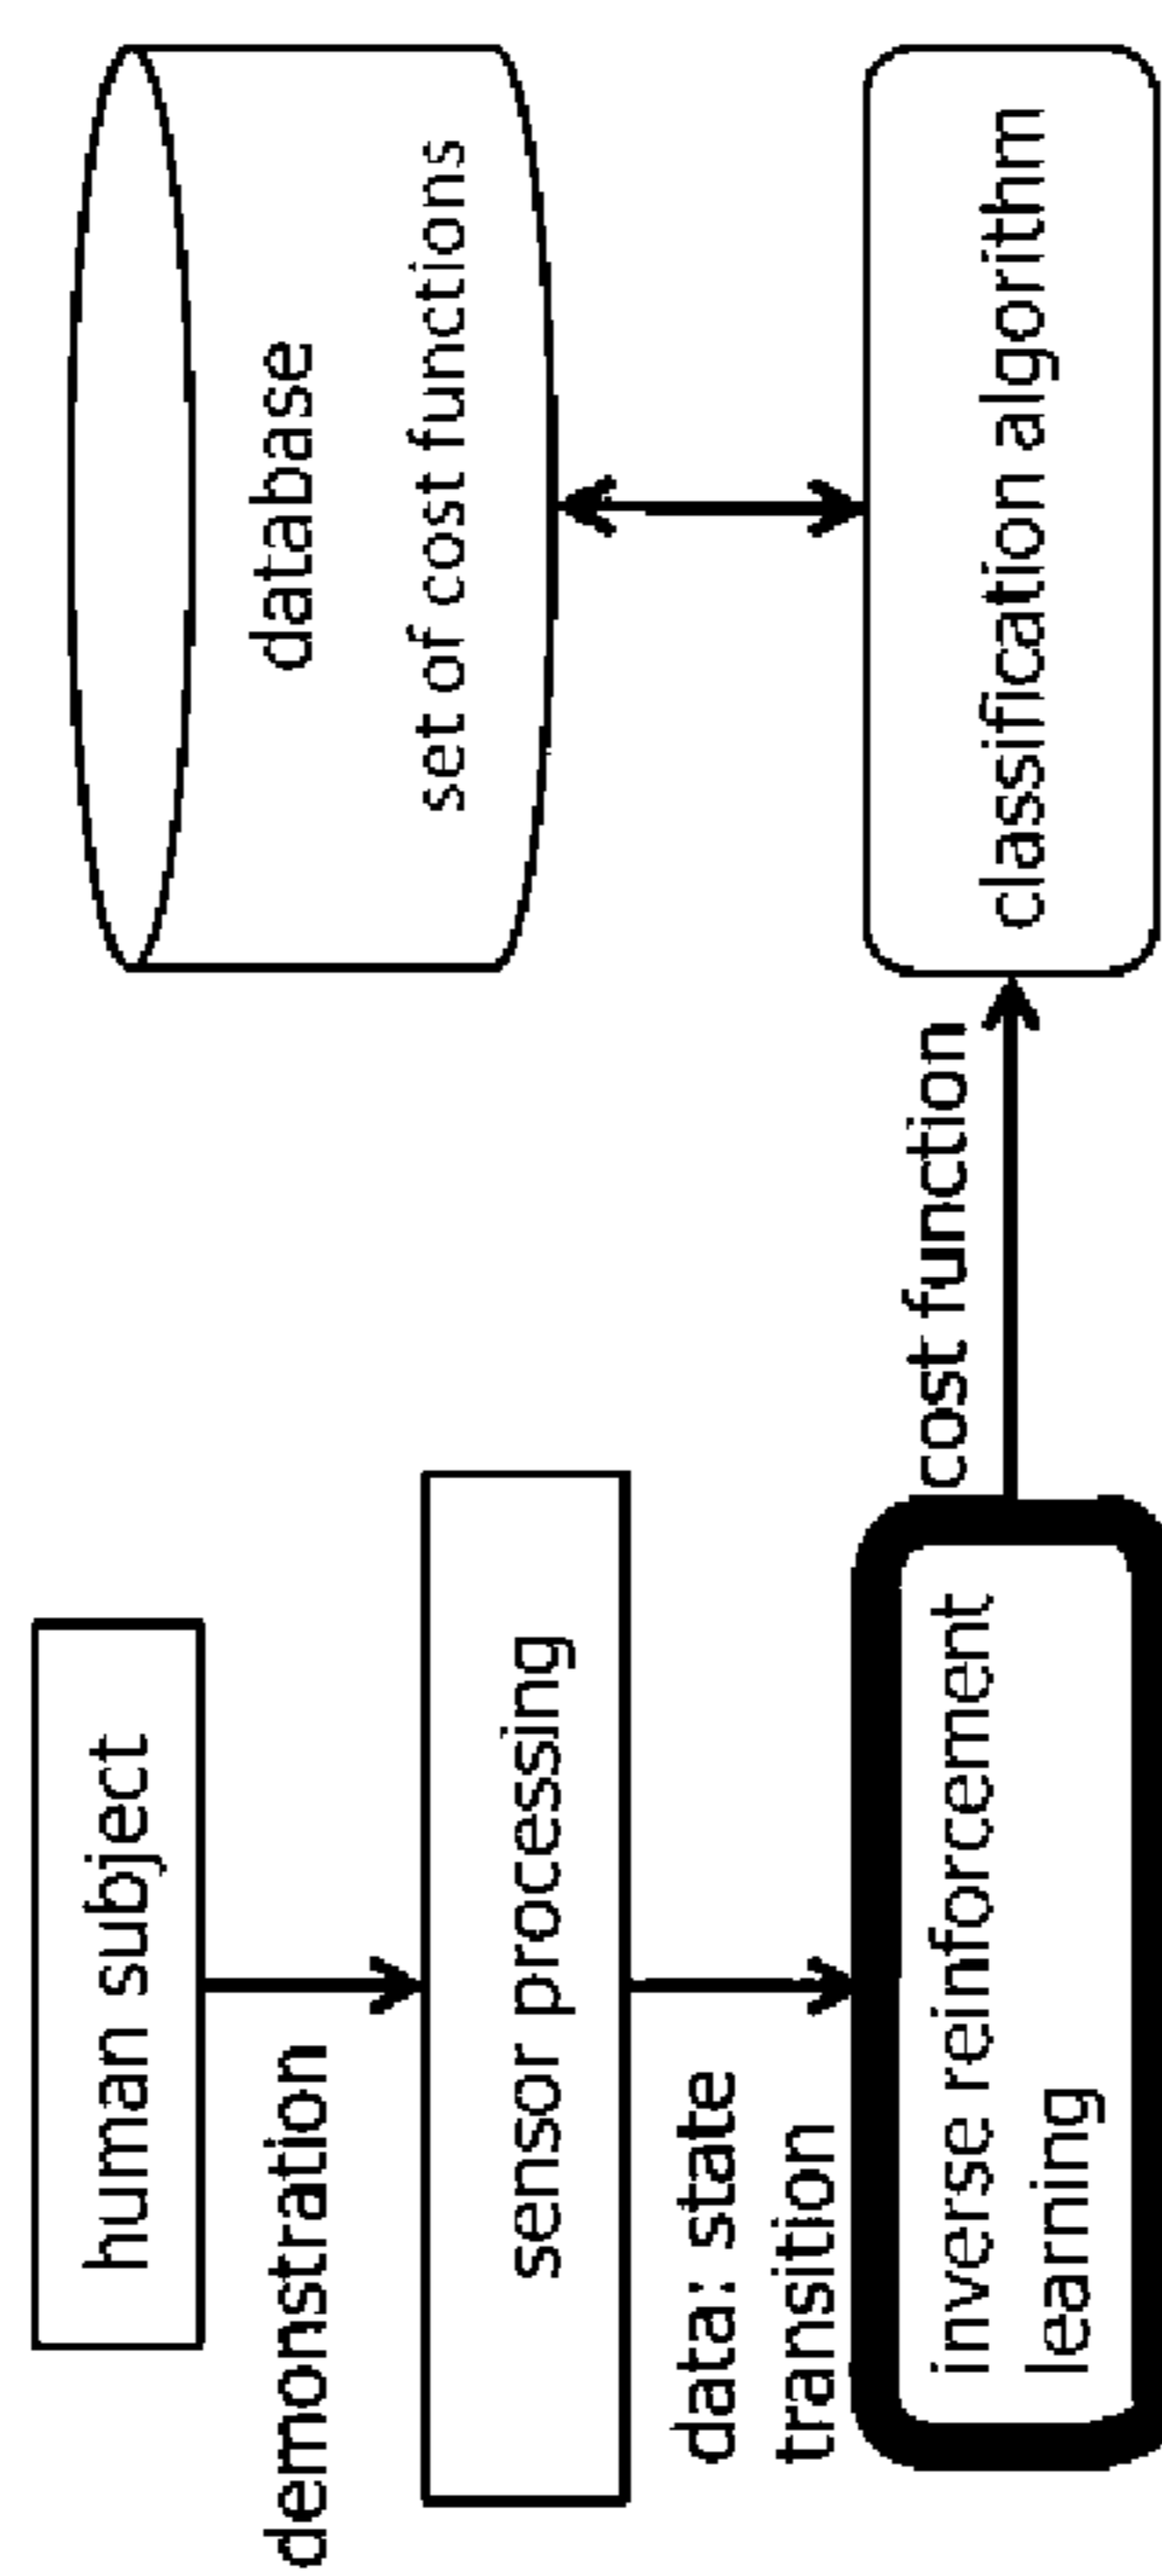 human subject
demonstration
sensor processing
data: state
transition
inverse reinforcement
learning
cost function
database
set of cost functions
classification algorithm